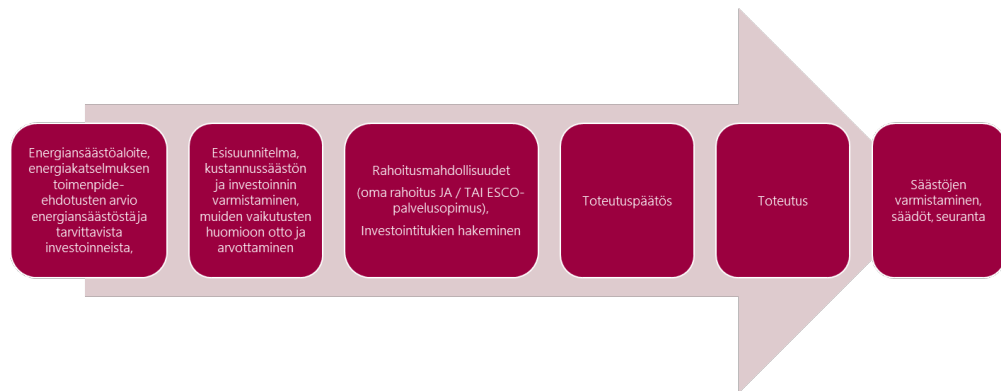 Energiansäästöaloite,
energiakatselmuksen
toimenpide-
ehdotusten arvio
energiansäästöstä ja
tarvittavista
investoinneista,
Esisuunnitelma,
kustannussäästön
ja investoinnin
varmistaminen,
muiden vaikutusten
huomioon otto ja
arvottaminen
Rahoitusmahdollisuudet
(oma rahoitus JA / TAI ESCO-
palvelusopimus),
Investointitukien hakeminen
Toteutuspäätös
Toteutus
Säästöjen
varmistaminen,
säädöt, seuranta